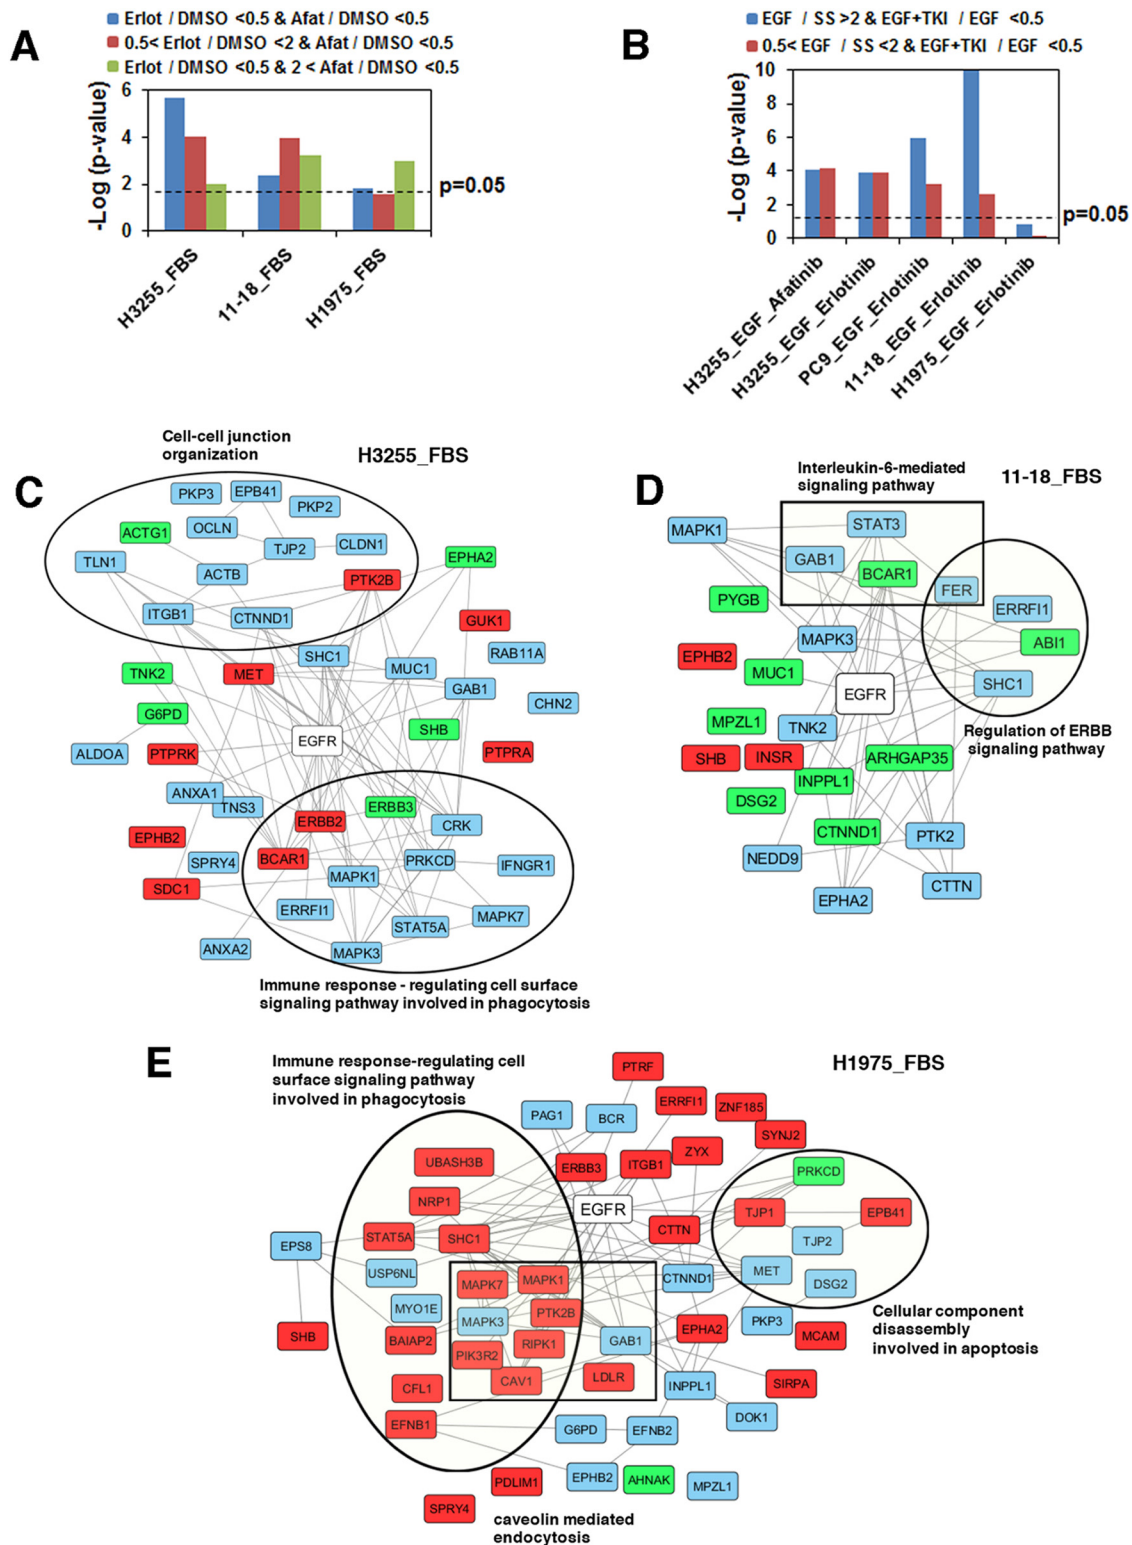 A
Erlot / DMSO <0.5 & Afat / DMSO <0.5
0.5< Erlot / DMSO <2 & Afat / DMSO <0.5
Erlot / DMSO <0.5 & 2 < Afat / DMSO <0.5
-Log (p-value)
6
4
2
0
p=0.05
H3255_FBS
11-18_FBS
H1975_FBS
B
EGF / SS >2 & EGF+TKI / EGF <0.5
0.5< EGF / SS <2 & EGF+TKI / EGF <0.5
-Log (p-value)
10
8
6
4
2
0
p=0.05
H3255_EGF_Afatinib
H3255_EGF_Erlotinib
PC9_EGF_Erlotinib
11-18_EGF_Erlotinib
H1975_EGF_Erlotinib
C
Cell-cell junction
organization
H3255_FBS
PKP3
EPB41
PKP2
ACTG1
OCLN
TJP2
CLDN1
TLN1
ACTB
PTK2B
EPHA2
ITGB1
CTNND1
GUK1
SHC1
RAB11A
TNK2
MET
MUC1
GAB1
CHN2
G6PD
SHB
ALDOA
PTPRK
EGFR
PTPRA
ANXA1
TNS3
ERBB2
ERBB3
CRK
EPHB2
SPRY4
BCAR1
PRKCD
IFNGR1
MAPK1
SDC1
ERRFI1
STAT5A
MAPK7
ANXA2
MAPK3
Immune response - regulating cell surface
signaling pathway involved in phagocytosis
D
Interleukin-6-mediated
signaling pathway
11-18_FBS
MAPK1
STAT3
GAB1
BCAR1
FER
PYGB
ERRFI1
MAPK3
ABI1
EPHB2
MUC1
EGFR
SHC1
MPZL1
TNK2
Regulation of ERBB
signaling pathway
SHB
INSR
ARHGAP35
INPPL1
DSG2
CTNND1
PTK2
NEDD9
EPHA2
CTTN
E
Immune response-regulating cell
surface signaling pathway
involved in phagocytosis
H1975_FBS
PTRF
PAG1
BCR
ERRFI1
ZNF185
SYNJ2
UBASH3B
ERBB3
ITGB1
ZYX
PRKCD
NRP1
EGFR
TJP1
EPB41
STAT5A
SHC1
CTTN
TJP2
EPS8
USP6NL
MAPK7
MAPK1
CTNND1
MET
DSG2
MYO1E
MAPK3
PTK2B
SHB
BAIAP2
RIPK1
GAB1
EPHA2
PKP3
MCAM
Cellular component
disassembly
involved in apoptosis
PIK3R2
CAV1
LDLR
CFL1
INPPL1
SIRPA
EFNB1
G6PD
EFNB2
DOK1
PDLIM1
EPHB2
AHNAK
MPZL1
SPRY4
caveolin mediated
endocytosis